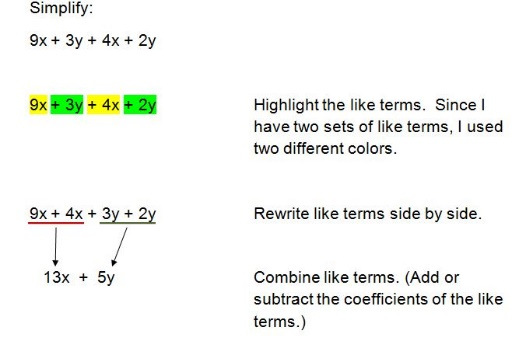 Simplify:
9x + 3y + 4x + 2y
9x + 3y + 4x + 2y
Highlight the like terms.  Since I
have two sets of like terms, I used
two different colors.
9x + 4x + 3y + 2y
Rewrite like terms side by side.
13x + 5y
Combine like terms. (Add or
subtract the coefficients of the like
terms.)